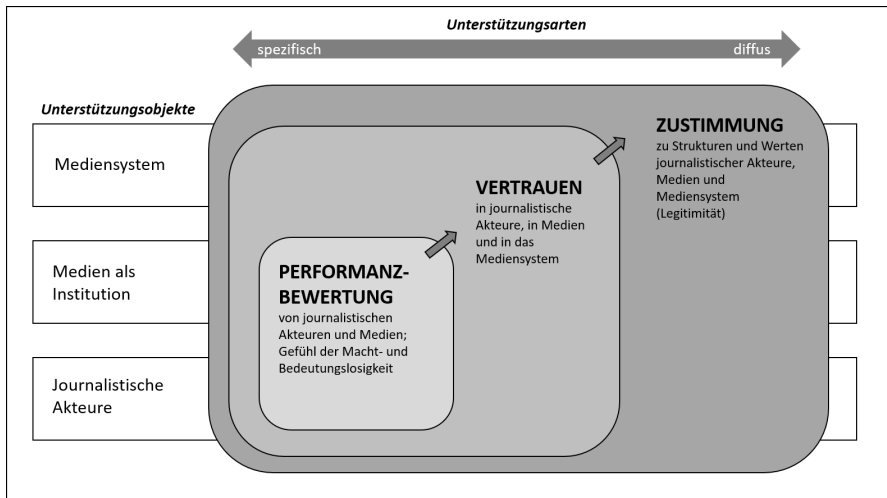 Unterstützungsarten
spezifisch
diffus
Unterstützungsobjekte
Mediensystem
Medien als
Institution
Journalistische
Akteure
PERFORMANZ-
BEWERTUNG
von journalistischen
Akteuren und Medien;
Gefühl der Macht- und
Bedeutungslosigkeit
VERTRAUEN
in journalistische
Akteure, in Medien
und in das
Mediensystem
ZUSTIMMUNG
zu Strukturen und Werten
journalistischer Akteure,
Medien und
Mediensystem
(Legitimität)